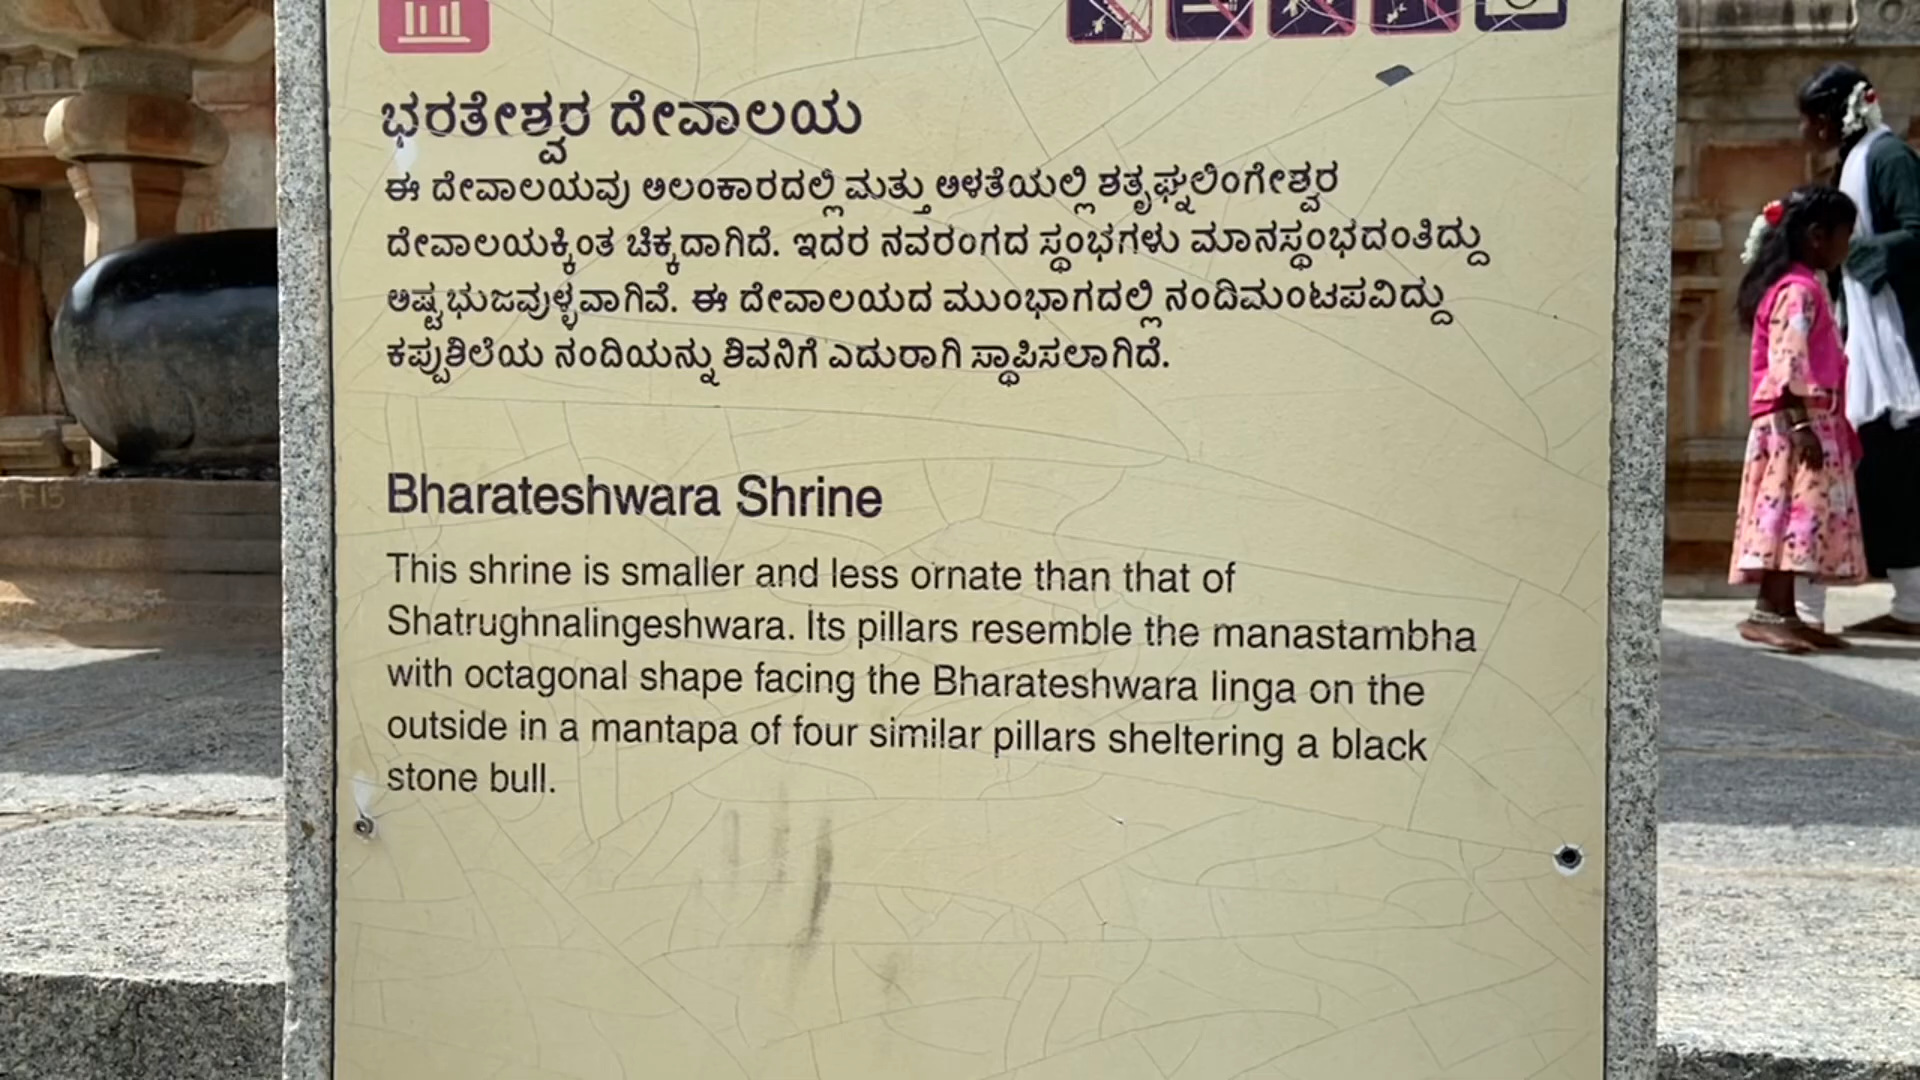 ಭರತೇಶ್ವರ ದೇವಾಲಯ
ಈ ದೇವಾಲಯವು ಅಲಂಕಾರದಲ್ಲಿ ಮತ್ತು ಅಳತೆಯಲ್ಲಿ ಶತೃಘ್ನಲಿಂಗೇಶ್ವರ
ದೇವಾಲಯಕ್ಕಿಂತ ಚಿಕ್ಕದಾಗಿದೆ. ಇದರ ನವರಂಗದ ಸ್ಥಂಭಗಳು ಮಾನಸ್ಥಂಭದಂತಿದ್ದು
ಅಷ್ಟಭುಜವುಳ್ಳವಾಗಿವೆ. ಈ ದೇವಾಲಯದ ಮುಂಭಾಗದಲ್ಲಿ ನಂದಿಮಂಟಪವಿದ್ದು
ಕಪ್ಪುಶಿಲೆಯ ನಂದಿಯನ್ನು ಶಿವನಿಗೆ ಎದುರಾಗಿ ಸ್ಥಾಪಿಸಲಾಗಿದೆ.
Bharateshwara Shrine
This shrine is smaller and less ornate than that of
Shatrughnalingeshwara. Its pillars resemble the manastambha
with octagonal shape facing the Bharateshwara linga on the
outside in a mantapa of four similar pillars sheltering a black
stone bull.